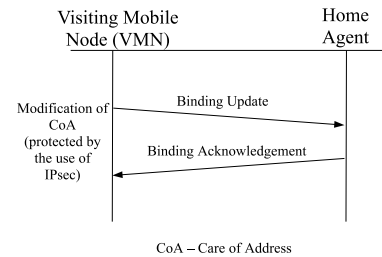 Visiting Mobile
Node (VMN)
Home
Agent
Modification of
CoA
(protected by
the use of
IPsec)
Binding Update
Binding Acknowledgement
CoA – Care of Address